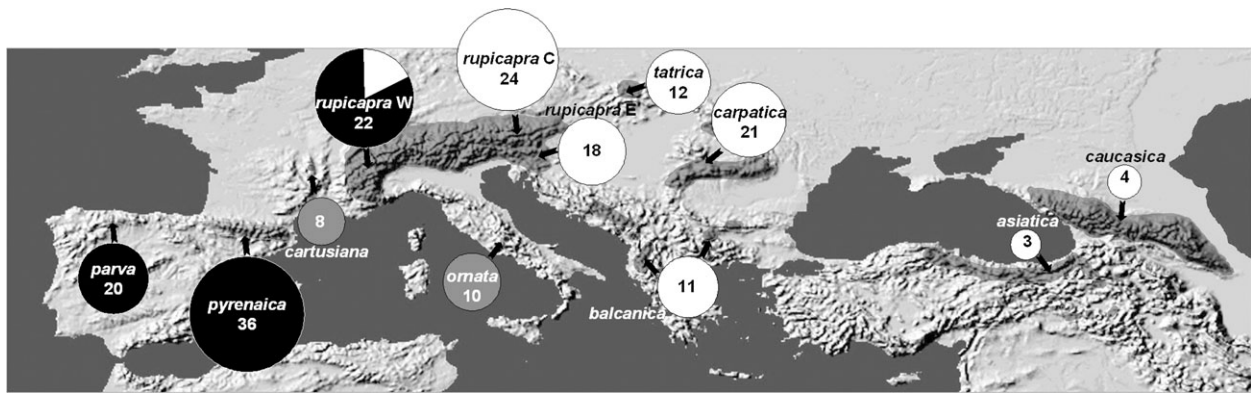 rupicapra C
24
tatrica
12
rupicapra W
22
rupicapra E
18
carpatica
21
caucasica
4
8
cartusiana
asiatica
3
parva
20
ornata
10
pyrenaica
36
11
balcanica